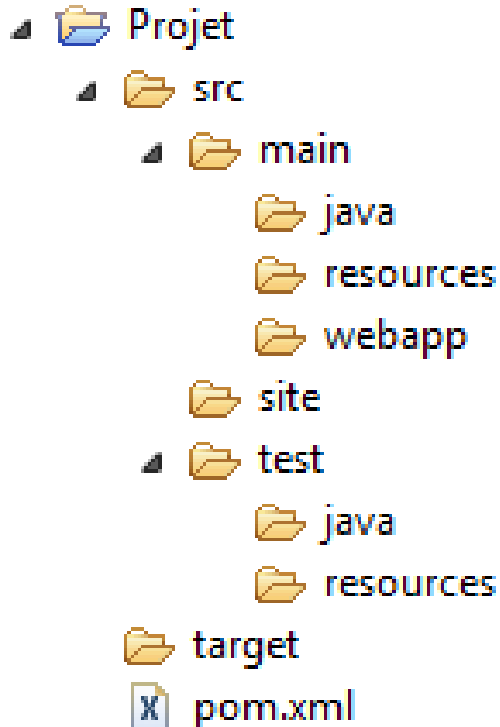 Projet
src
main
java
resources
webapp
site
test
java
resources
target
pom.xml